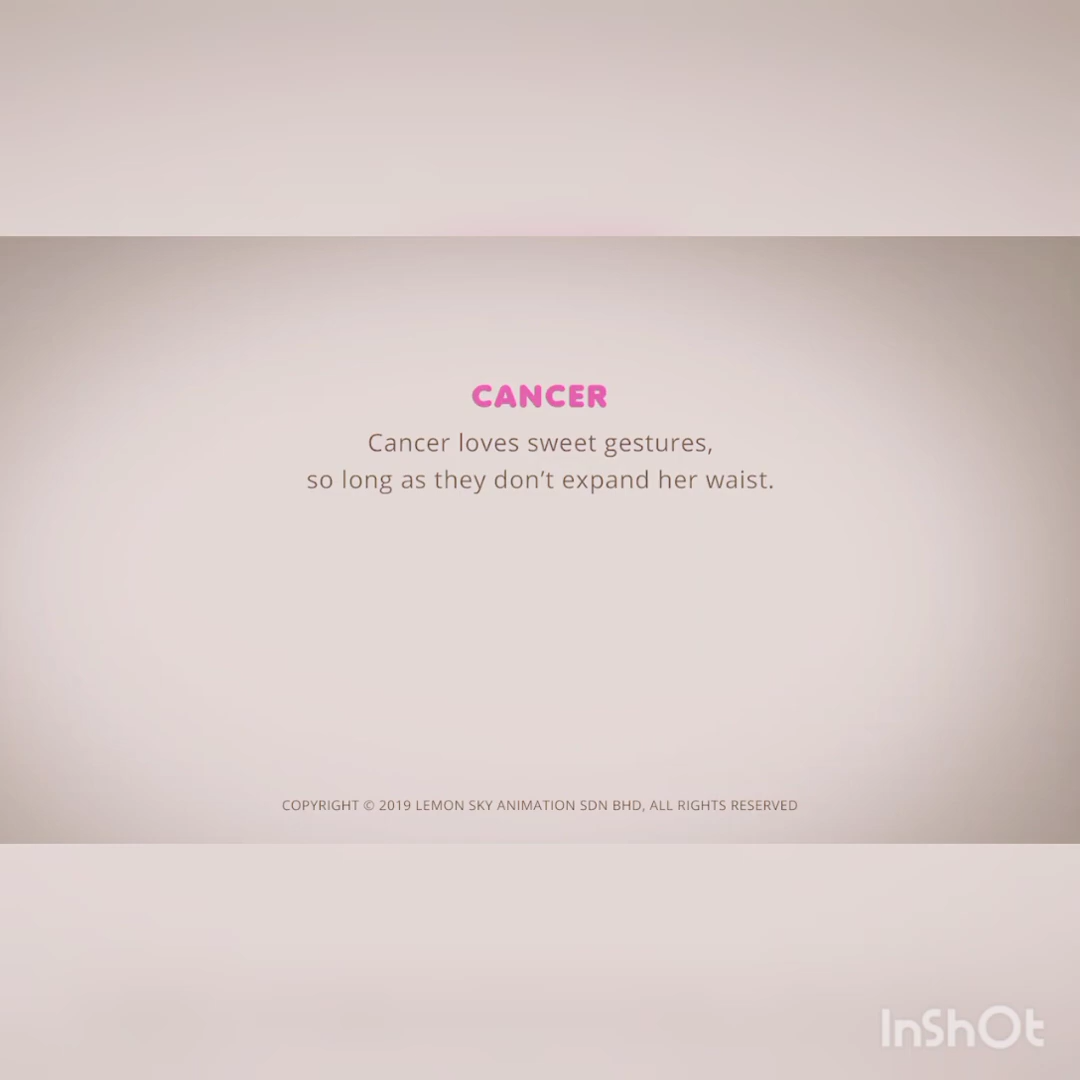 CANCER
Cancer loves sweet gestures,
so long as they don’t expand her waist.
COPYRIGHT © 2019 LEMON SKY ANIMATION SDN BHD, ALL RIGHTS RESERVED
InShOt